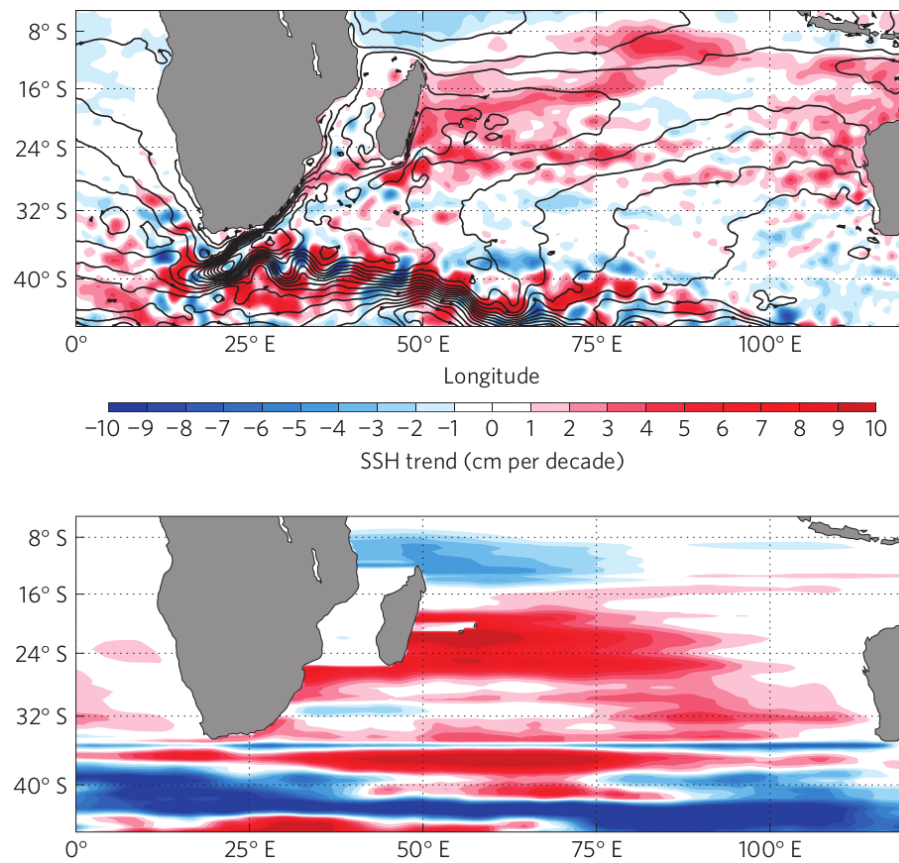 8° S
16° S
24° S
32° S
40° S
0° 25° E 50° E 75° E 100° E
Longitude
−10 −9 −8 −7 −6 −5 −4 −3 −2 −1 0 1 2 3 4 5 6 7 8 9 10
SSH trend (cm per decade)
8° S
16° S
24° S
32° S
40° S
0° 25° E 50° E 75° E 100° E